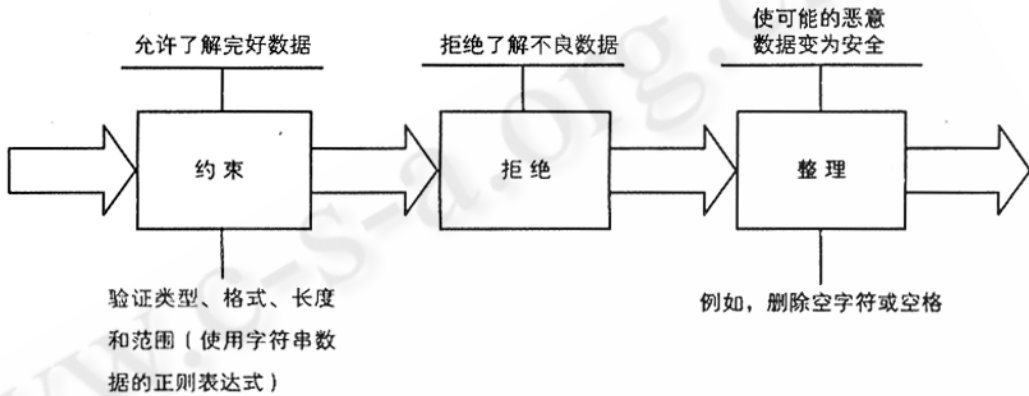 允许了解完好数据
拒绝了解不良数据
使可能的恶意
数据变为安全
约束
拒绝
整理
验证类型、格式、长度
和范围(使用字符串数
据的正则表达式)
例如，删除空字符或空格
www.c-s-a.org.c